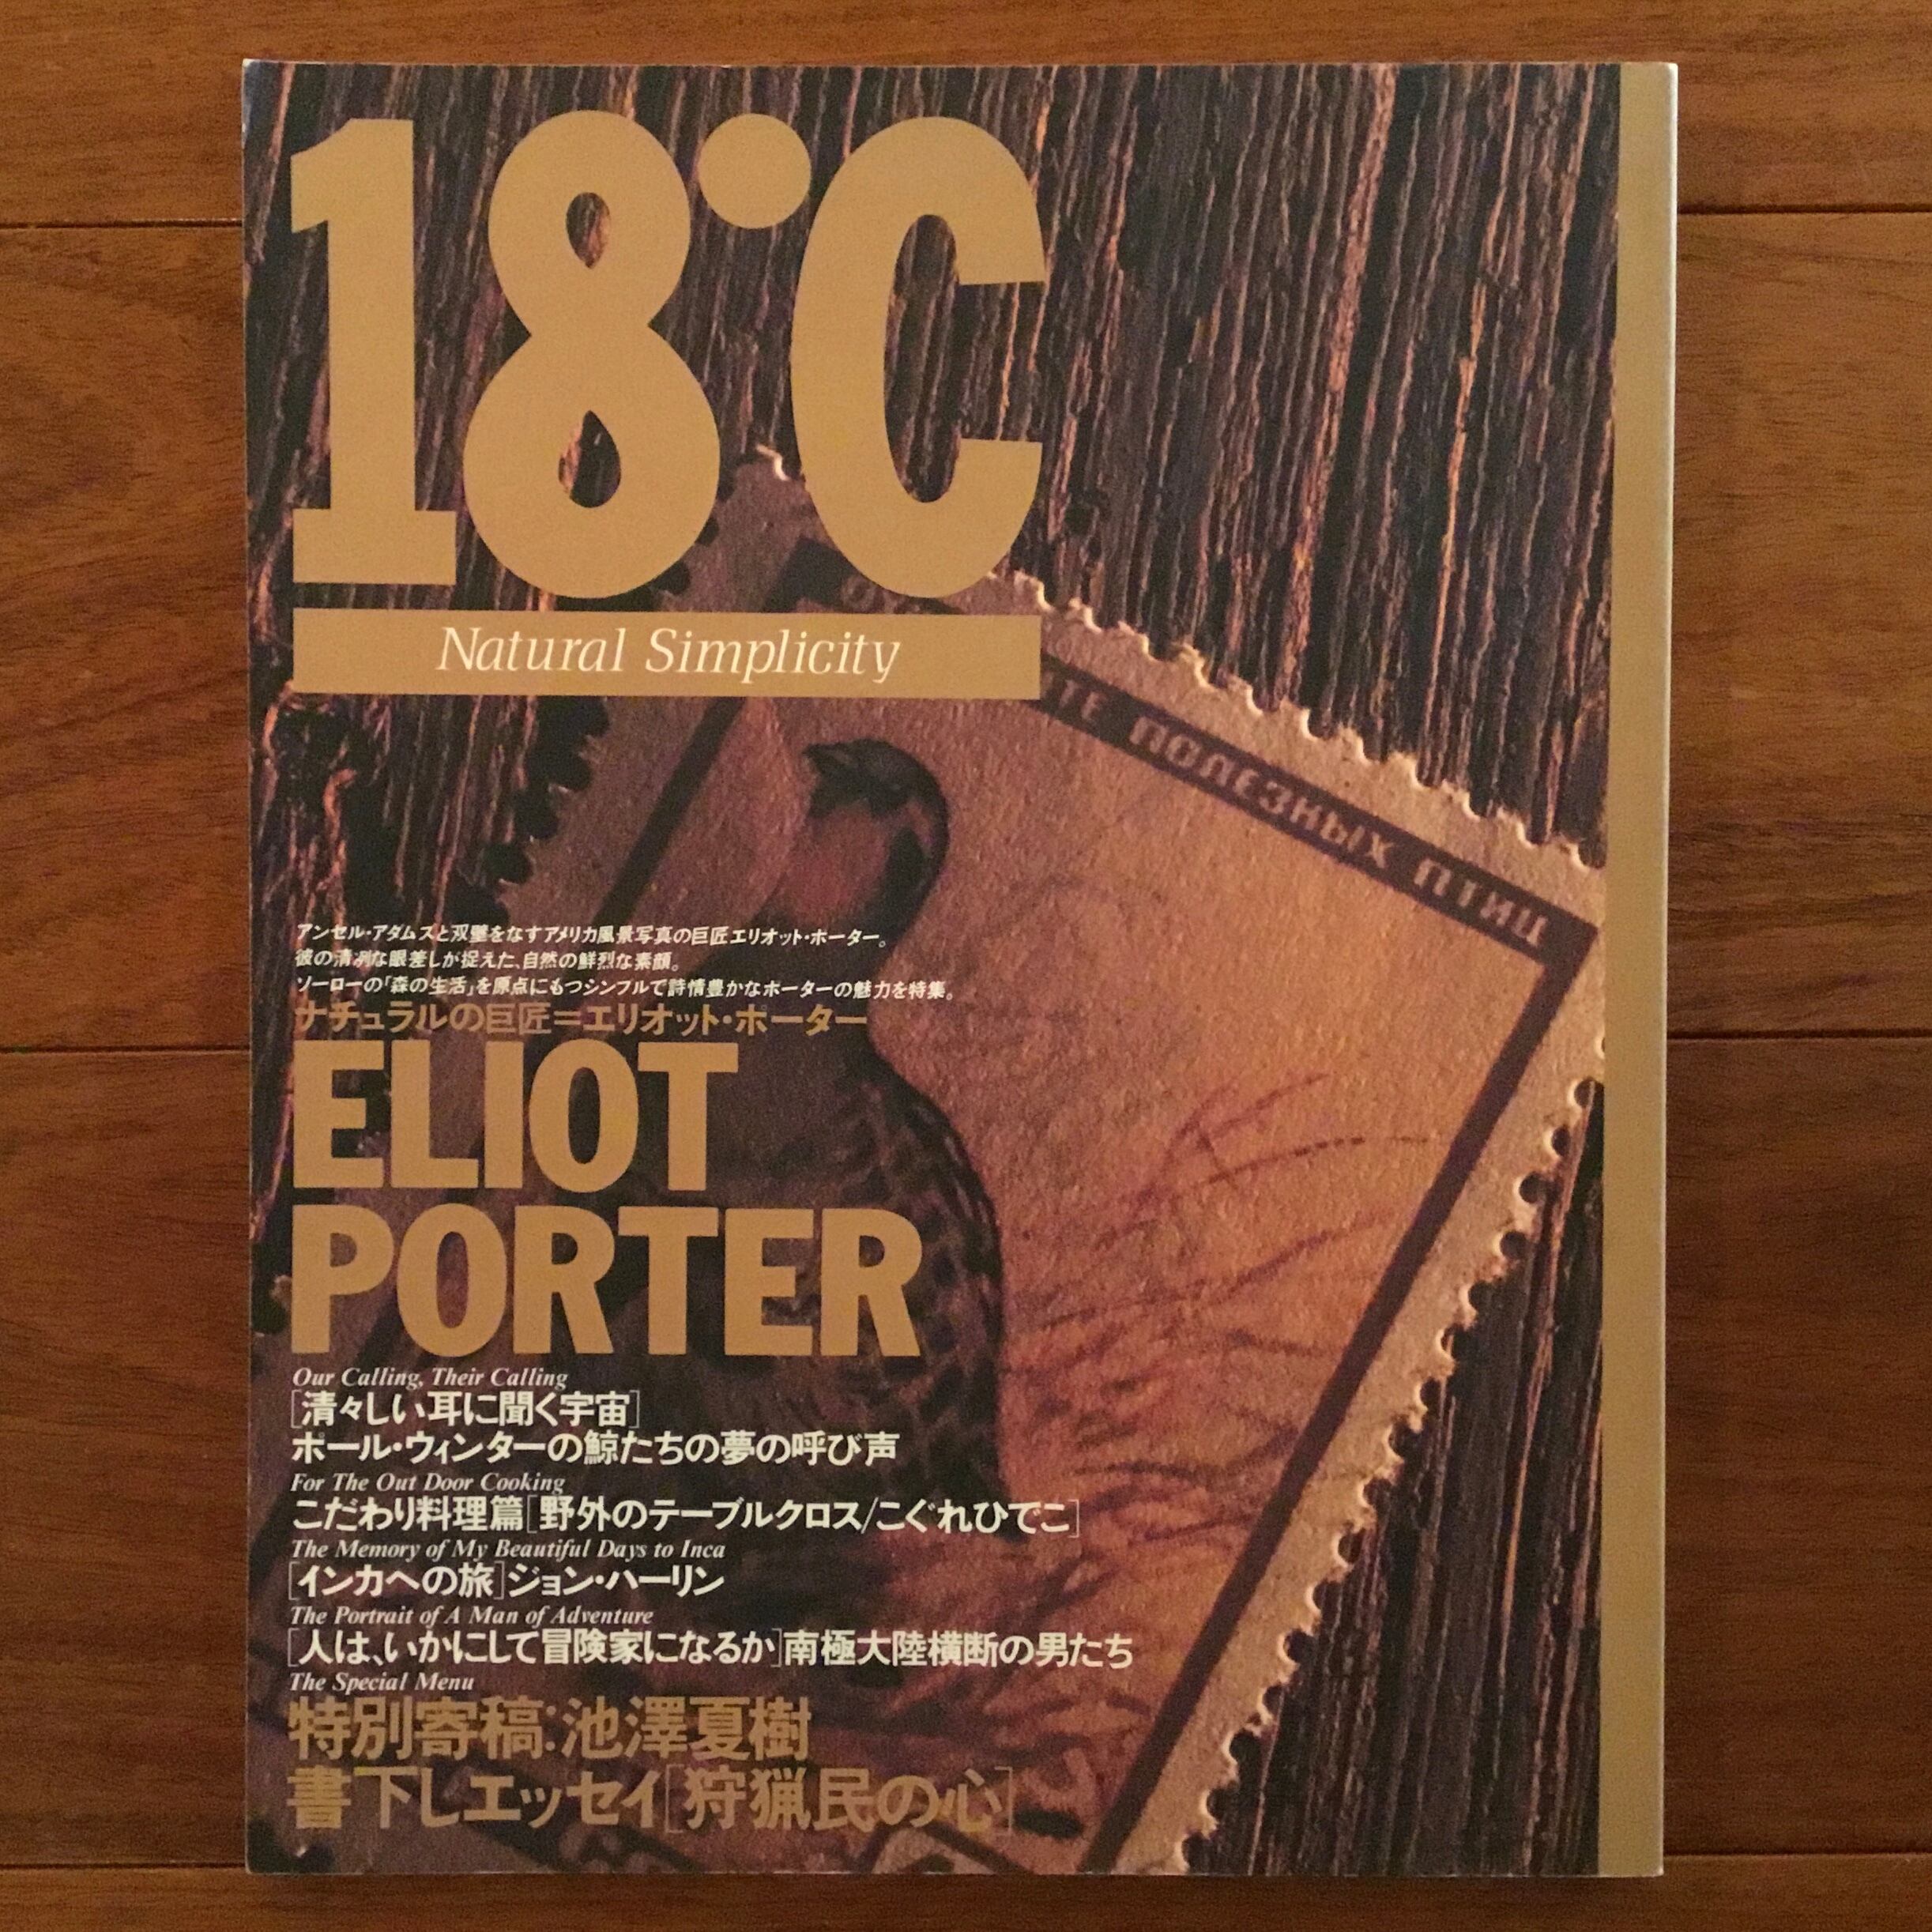 18°C
Natural Simplicity
ПОЛЕЗНЫХ ПТИЦ
アンセル・アダムスと双璧をなすアメリカ風景写真の巨匠エリオット・ポーター。
彼の清冽な眼差しが捉えた、自然の鮮烈な素顔。
ソーローの「森の生活」を原点にもつシンプルで詩情豊かなポーターの魅力を特集。
ナチュラルの巨匠=エリオット・ポーター
ELIOT
PORTER
Our Calling, Their Calling
[清々しい耳に聞く宇宙]
ポール・ウィンターの鯨たちの夢の呼び声
For The Out Door Cooking
こだわり料理篇[野外のテーブルクロス/こぐれひでこ]
The Memory of My Beautiful Days to Inca
[インカへの旅]ジョン・ハーリン
The Portrait of A Man of Adventure
[人は、いかにして冒険家になるか]南極大陸横断の男たち
The Special Menu
特別寄稿:池澤夏樹
書下しエッセイ[狩猟民の心]